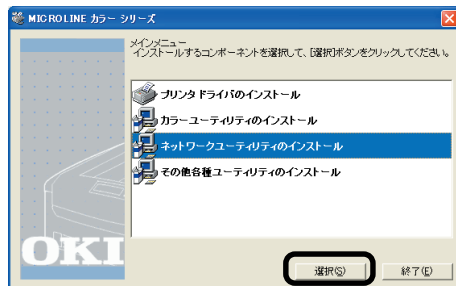 MICROLINE カラー シリーズ
メインメニュー
インストールするコンポーネントを選択して、[選択]ボタンをクリックしてください。
プリンタドライバのインストール
カラーユーティリティのインストール
ネットワークユーティリティのインストール
その他各種ユーティリティのインストール
OKI
選択(S)
終了(E)